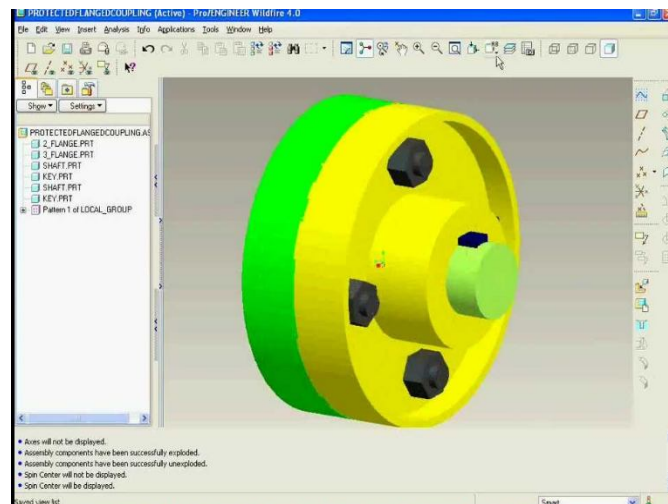 PROTECTEDFLANGEDCOUPLING (Active) - Pro/ENGINEER Wildfire 4.0
File Edit View Insert Analysis Info Applications Tools Window Help
Show Settings
PROTECTEDFLANGEDCOUPLING.AS
2_FLANGE.PRT
3_FLANGE.PRT
SHAFT.PRT
KEY.PRT
SHAFT.PRT
KEY.PRT
Pattern 1 of LOCAL_GROUP
• Axes will not be displayed.
• Assembly components have been successfully exploded.
• Assembly components have been successfully unexploded.
• Spin Center will not be displayed.
• Spin Center will be displayed.
Saved view list
Smart